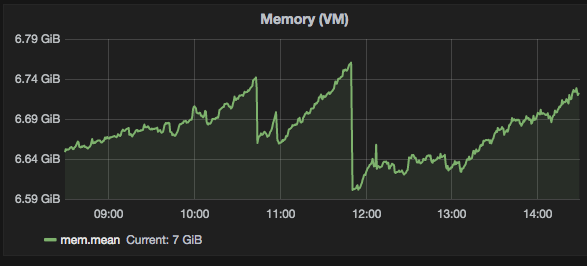 Memory (VM)
6.79 GiB
6.74 GiB
6.69 GiB
6.64 GiB
6.59 GiB
09:00 10:00 11:00 12:00 13:00 14:00
mem.mean Current: 7 GiB